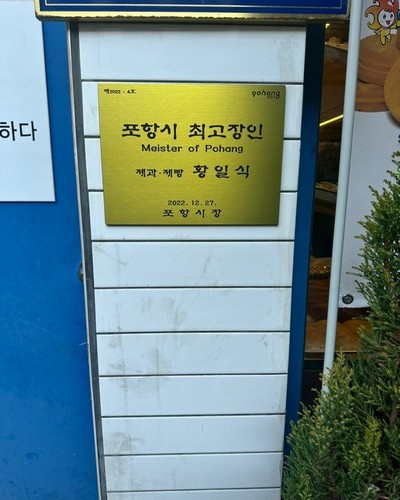 제2022 - 4호
pohang
포항시 최고장인
Meister of Pohang
제과·제빵 황일식
2022. 12. 27.
포항시장
하다